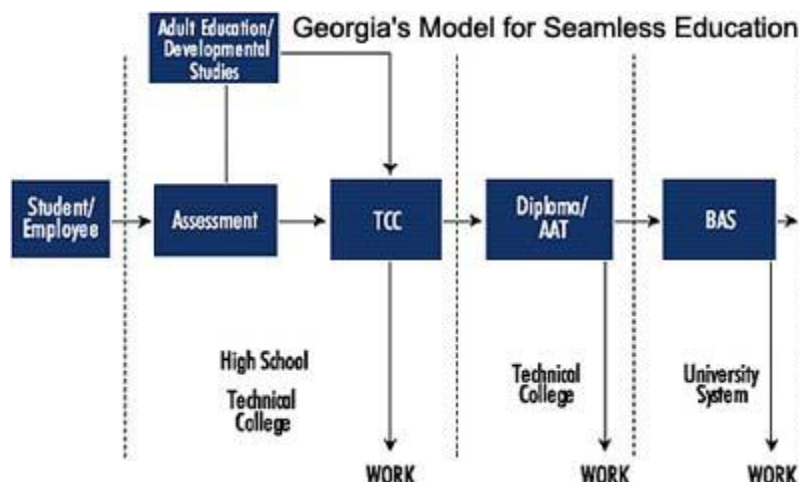 Georgia's Model for Seamless Education
Adult Education/
Developmental
Studies
Student/
Employee
Assessment
TCC
Diploma/
AAT
BAS
High School
Technical
College
Technical
College
University
System
WORK
WORK
WORK